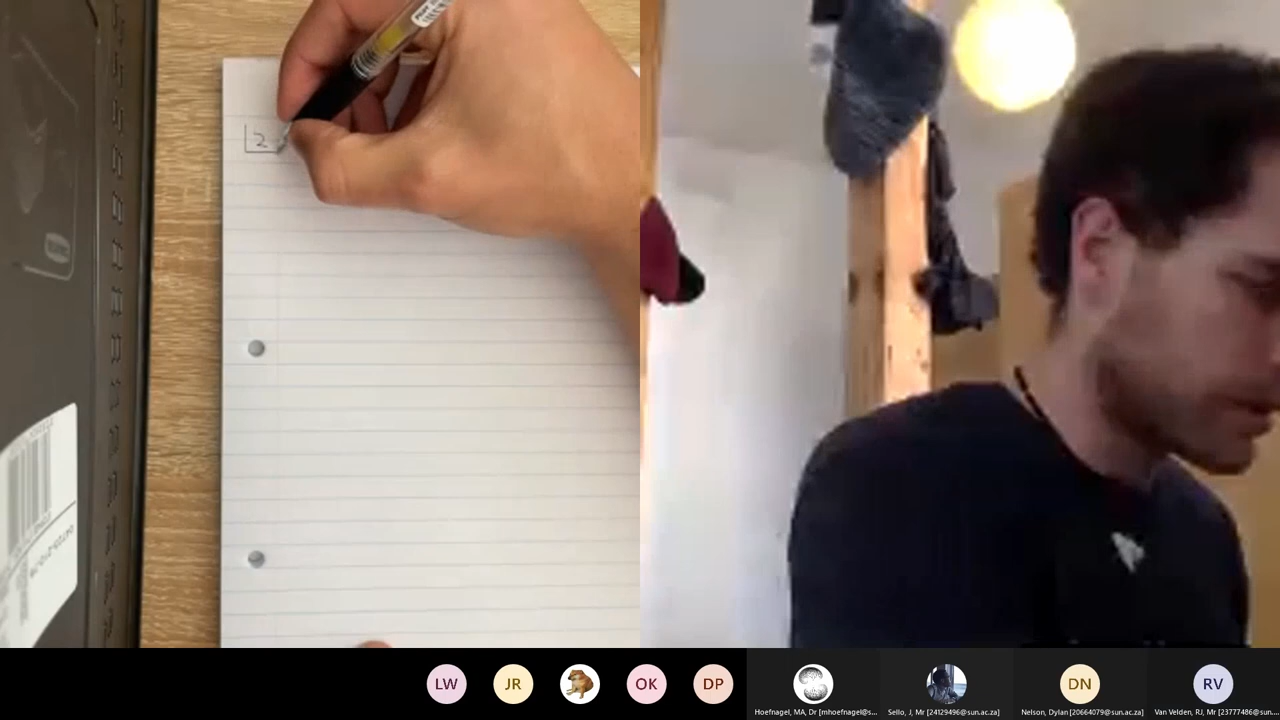 2
LW
JR
OK
DP
DN
RV
Hoefnagel, MA, Dr [mhoefnagel@s...
Sello, J, Mr [24129496@sun.ac.za]
Nelson, Dylan [20664079@sun.ac.za]
Van Velden, RJ, Mr [23777486@sun....